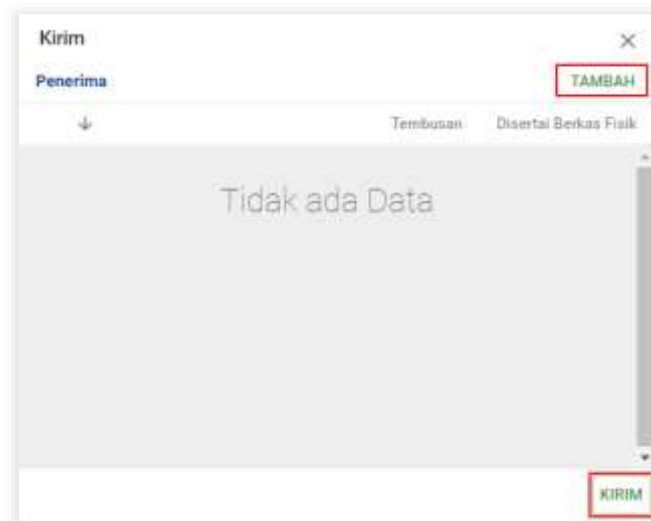 Kirim
Penerima TAMBAH
Tembusan Disertai Berkas Fisik
Tidak ada Data
KIRIM